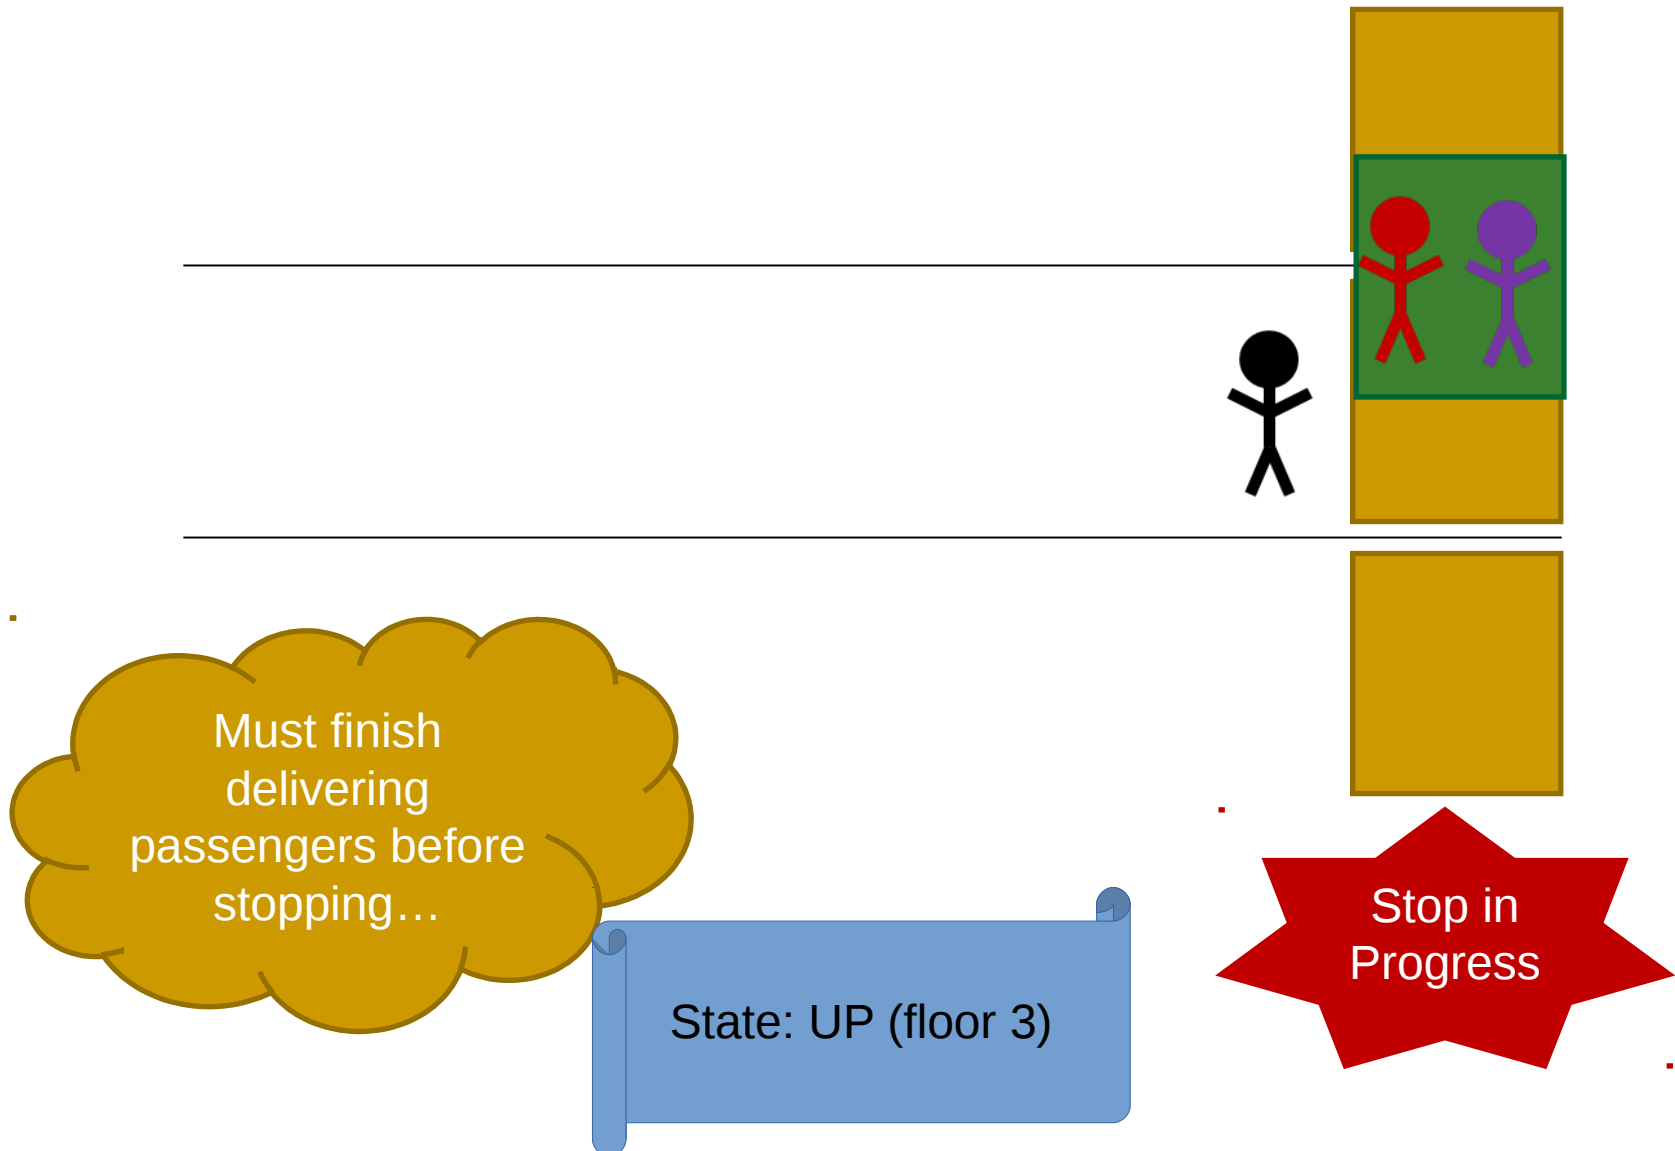 Must finish
delivering
passengers before
stopping…
State: UP (floor 3)
Stop in
Progress